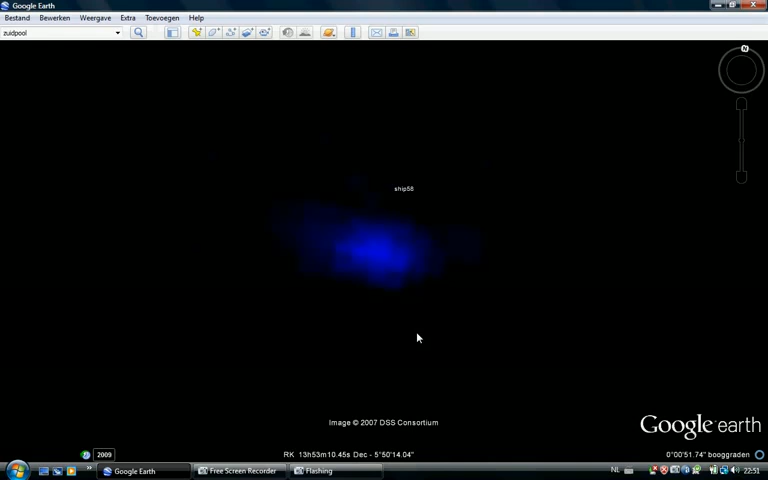 Google Earth
Bestand Bewerken Weergave Extra Toevoegen Help
zuidpool
N
ship58
Image © 2007 DSS Consortium
Google earth
2009
RK 13h53m10.45s Dec - 5°50'14.04"
0°00'51.74" booggraden
Google Earth
Free Screen Recorder
Flashing
NL
22:51